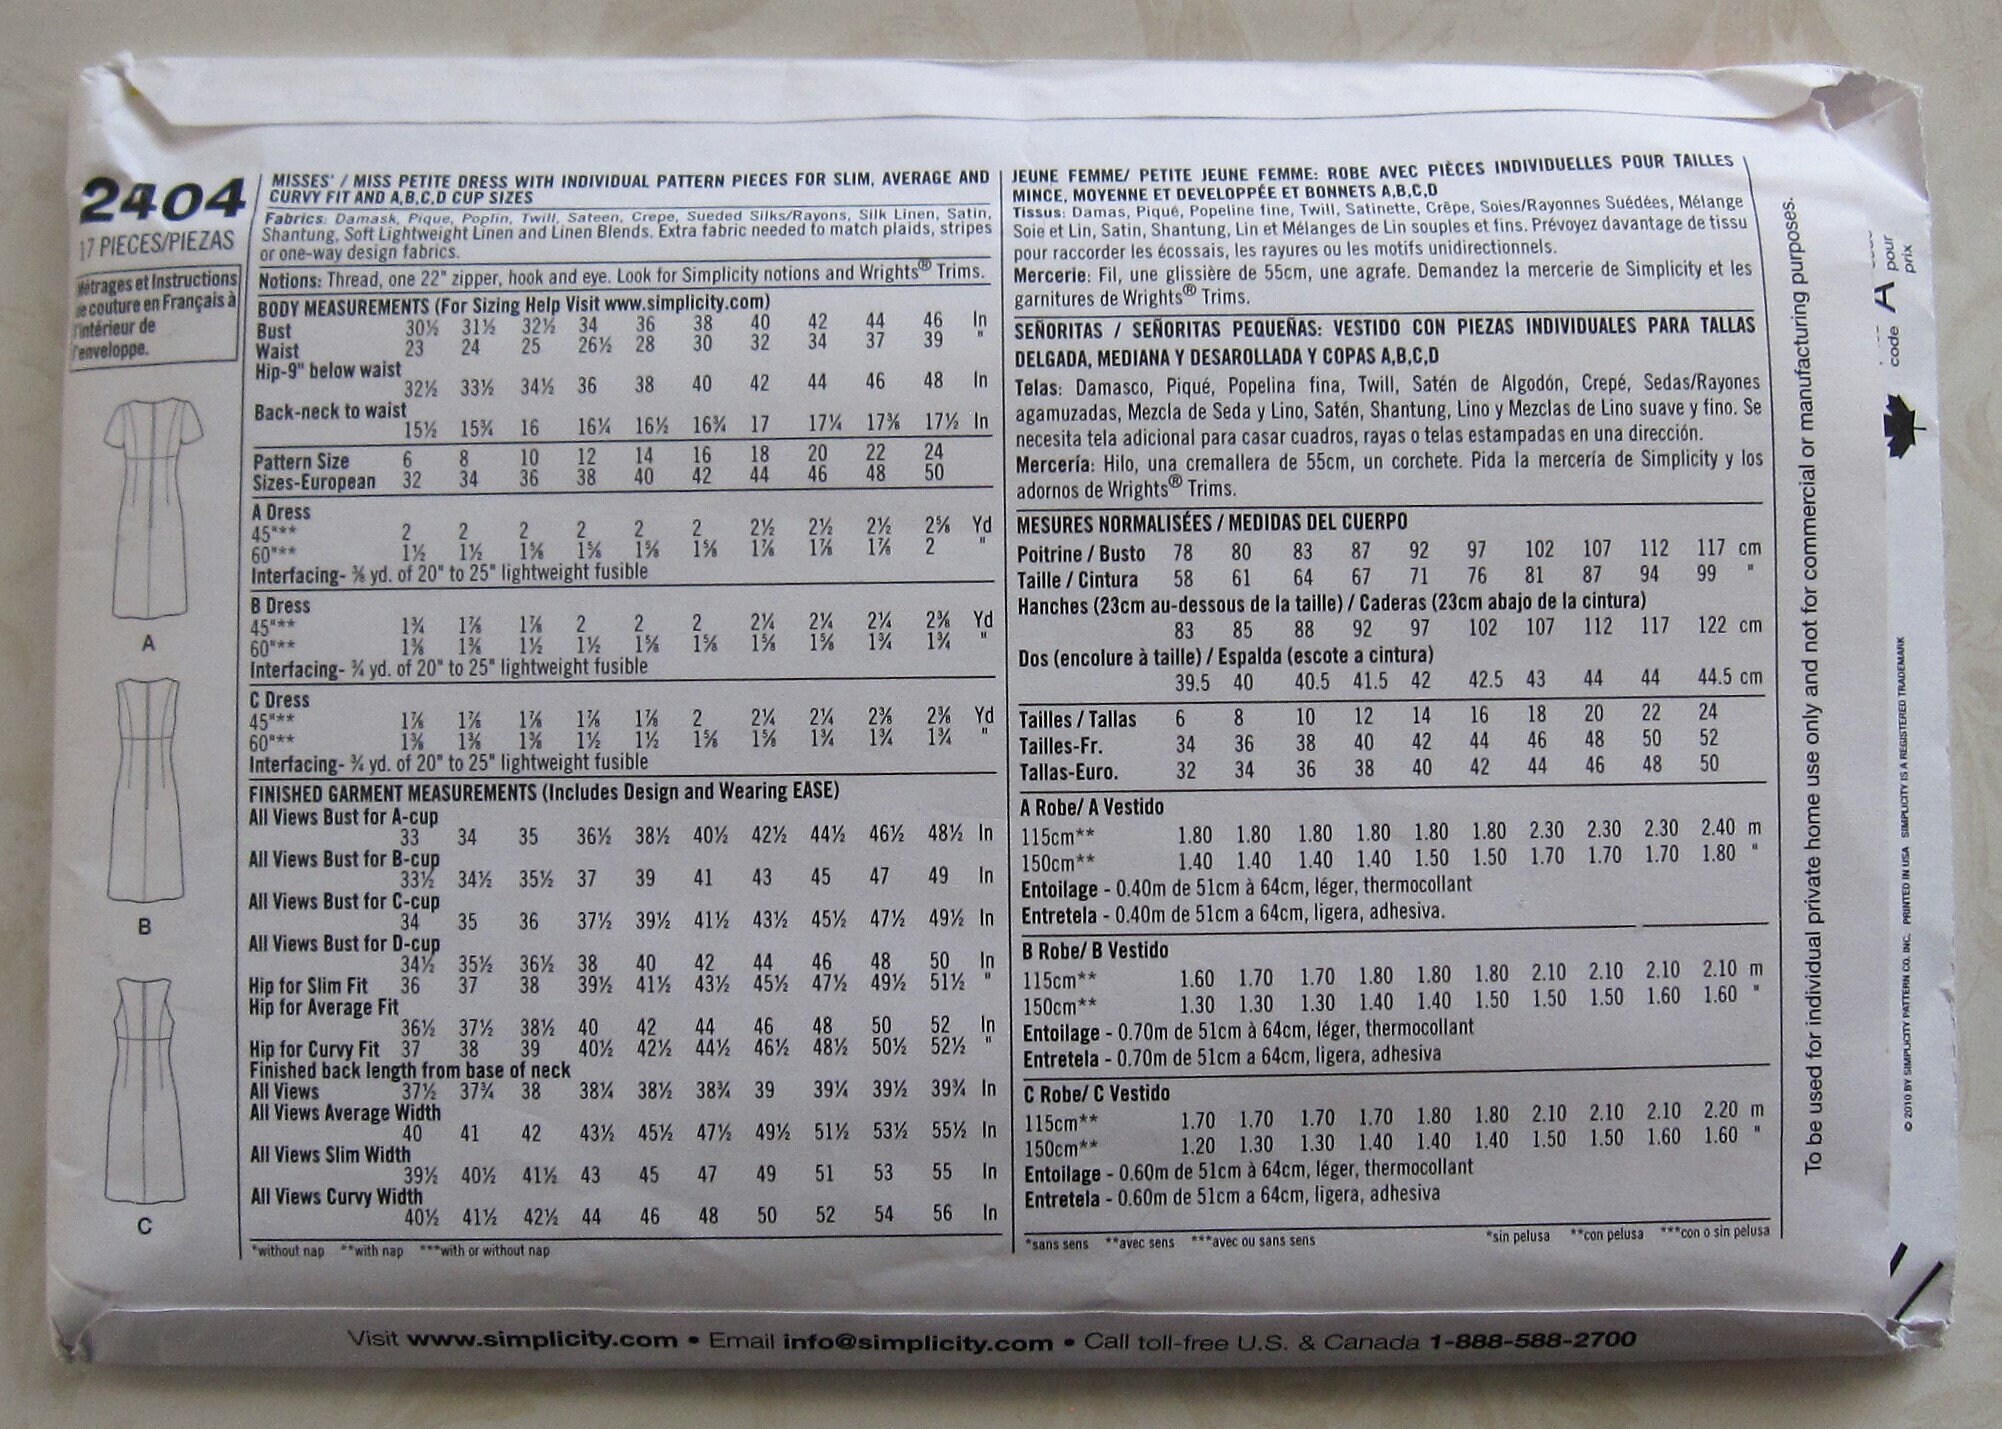 2404
17 PIECES/PIEZAS
Métrages et Instructions
de couture en Français à
l'intérieur de
l'enveloppe.
A
B
C
MISSES' / MISS PETITE DRESS WITH INDIVIDUAL PATTERN PIECES FOR SLIM, AVERAGE AND
CURVY FIT AND A,B,C,D CUP SIZES
Fabrics: Damask, Pique, Poplin, Twill, Sateen, Crepe, Sueded Silks/Rayons, Silk Linen, Satin,
Shantung, Soft Lightweight Linen and Linen Blends. Extra fabric needed to match plaids, stripes
or one-way design fabrics.
Notions: Thread, one 22" zipper, hook and eye. Look for Simplicity notions and Wrights® Trims.
BODY MEASUREMENTS (For Sizing Help Visit www.simplicity.com)
Bust 30½ 31½ 32½ 34 36 38 40 42 44 46 In
Waist 23 24 25 26½ 28 30 32 34 37 39 "
Hip-9" below waist
32½ 33½ 34½ 36 38 40 42 44 46 48 In
Back-neck to waist
15½ 15¾ 16 16¼ 16½ 16¾ 17 17¼ 17⅜ 17½ In
Pattern Size 6 8 10 12 14 16 18 20 22 24
Sizes-European 32 34 36 38 40 42 44 46 48 50
A Dress
45"*** 2 2 2 2 2 2 2½ 2½ 2½ 2⅝ Yd
60"*** 1½ 1½ 1⅝ 1⅝ 1⅝ 1⅝ 1⅞ 1⅞ 1⅞ 2 "
Interfacing- ⅜ yd. of 20" to 25" lightweight fusible
B Dress
45"*** 1¾ 1⅞ 1⅞ 2 2 2 2¼ 2¼ 2¼ 2⅜ Yd
60"*** 1⅜ 1⅜ 1½ 1½ 1⅝ 1⅝ 1⅝ 1⅝ 1¾ 1¾ "
Interfacing- ¾ yd. of 20" to 25" lightweight fusible
C Dress
45"*** 1⅞ 1⅞ 1⅞ 1⅞ 1⅞ 2 2¼ 2¼ 2⅜ 2⅜ Yd
60"*** 1⅜ 1⅜ 1⅜ 1½ 1½ 1⅝ 1⅝ 1¾ 1¾ 1¾ "
Interfacing- ¾ yd. of 20" to 25" lightweight fusible
FINISHED GARMENT MEASUREMENTS (Includes Design and Wearing EASE)
All Views Bust for A-cup
33 34 35 36½ 38½ 40½ 42½ 44½ 46½ 48½ In
All Views Bust for B-cup
33½ 34½ 35½ 37 39 41 43 45 47 49 In
All Views Bust for C-cup
34 35 36 37½ 39½ 41½ 43½ 45½ 47½ 49½ In
All Views Bust for D-cup
34½ 35½ 36½ 38 40 42 44 46 48 50 In
Hip for Slim Fit 36 37 38 39½ 41½ 43½ 45½ 47½ 49½ 51½ "
Hip for Average Fit
36½ 37½ 38½ 40 42 44 46 48 50 52 In
Hip for Curvy Fit 37 38 39 40½ 42½ 44½ 46½ 48½ 50½ 52½ "
Finished back length from base of neck
All Views 37½ 37¾ 38 38¼ 38½ 38¾ 39 39¼ 39½ 39¾ In
All Views Average Width
40 41 42 43½ 45½ 47½ 49½ 51½ 53½ 55½ In
All Views Slim Width
39½ 40½ 41½ 43 45 47 49 51 53 55 In
All Views Curvy Width
40½ 41½ 42½ 44 46 48 50 52 54 56 In
*without nap **with nap ***with or without nap
JEUNE FEMME/ PETITE JEUNE FEMME: ROBE AVEC PIÈCES INDIVIDUELLES POUR TAILLES
MINCE, MOYENNE ET DEVELOPPÉE ET BONNETS A,B,C,D
Tissus: Damas, Piqué, Popeline fine, Twill, Satinette, Crêpe, Soies/Rayonnes Suédées, Mélange
Soie et Lin, Satin, Shantung, Lin et Mélanges de Lin souples et fins. Prévoyez davantage de tissu
pour raccorder les écossais, les rayures ou les motifs unidirectionnels.
Mercerie: Fil, une glissière de 55cm, une agrafe. Demandez la mercerie de Simplicity et les
garnitures de Wrights® Trims.
SEÑORITAS / SEÑORITAS PEQUEÑAS: VESTIDO CON PIEZAS INDIVIDUALES PARA TALLAS
DELGADA, MEDIANA Y DESAROLLADA Y COPAS A,B,C,D
Telas: Damasco, Piqué, Popelina fina, Twill, Satén de Algodón, Crepé, Sedas/Rayones
agamuzadas, Mezcla de Seda y Lino, Satén, Shantung, Lino y Mezclas de Lino suave y fino. Se
necesita tela adicional para casar cuadros, rayas o telas estampadas en una dirección.
Mercería: Hilo, una cremallera de 55cm, un corchete. Pida la mercería de Simplicity y los
adornos de Wrights® Trims.
MESURES NORMALISÉES / MEDIDAS DEL CUERPO
Poitrine / Busto 78 80 83 87 92 97 102 107 112 117 cm
Taille / Cintura 58 61 64 67 71 76 81 87 94 99 "
Hanches (23cm au-dessous de la taille) / Caderas (23cm abajo de la cintura)
83 85 88 92 97 102 107 112 117 122 cm
Dos (encolure à taille) / Espalda (escote a cintura)
39.5 40 40.5 41.5 42 42.5 43 44 44 44.5 cm
Tailles / Tallas 6 8 10 12 14 16 18 20 22 24
Tailles-Fr. 34 36 38 40 42 44 46 48 50 52
Tallas-Euro. 32 34 36 38 40 42 44 46 48 50
A Robe/ A Vestido
115cm** 1.80 1.80 1.80 1.80 1.80 1.80 2.30 2.30 2.30 2.40 m
150cm** 1.40 1.40 1.40 1.40 1.50 1.50 1.70 1.70 1.70 1.80 "
Entoilage - 0.40m de 51cm à 64cm, léger, thermocollant
Entretela - 0.40m de 51cm a 64cm, ligera, adhesiva.
B Robe/ B Vestido
115cm** 1.60 1.70 1.70 1.80 1.80 1.80 2.10 2.10 2.10 2.10 m
150cm** 1.30 1.30 1.30 1.40 1.40 1.50 1.50 1.50 1.60 1.60 "
Entoilage - 0.70m de 51cm à 64cm, léger, thermocollant
Entretela - 0.70m de 51cm a 64cm, ligera, adhesiva
C Robe/ C Vestido
115cm** 1.70 1.70 1.70 1.70 1.80 1.80 2.10 2.10 2.10 2.20 m
150cm** 1.20 1.30 1.30 1.40 1.40 1.40 1.50 1.50 1.60 1.60 "
Entoilage - 0.60m de 51cm à 64cm, léger, thermocollant
Entretela - 0.60m de 51cm a 64cm, ligera, adhesiva
*sans sens **avec sens ***avec ou sans sens *sin pelusa **con pelusa ***con o sin pelusa
To be used for individual private home use only and not for commercial or manufacturing purposes.
code A pour
prix
© 2010 BY SIMPLICITY PATTERN CO. INC. PRINTED IN USA SIMPLICITY IS A REGISTERED TRADEMARK
Visit www.simplicity.com • Email info@simplicity.com • Call toll-free U.S. & Canada 1-888-588-2700